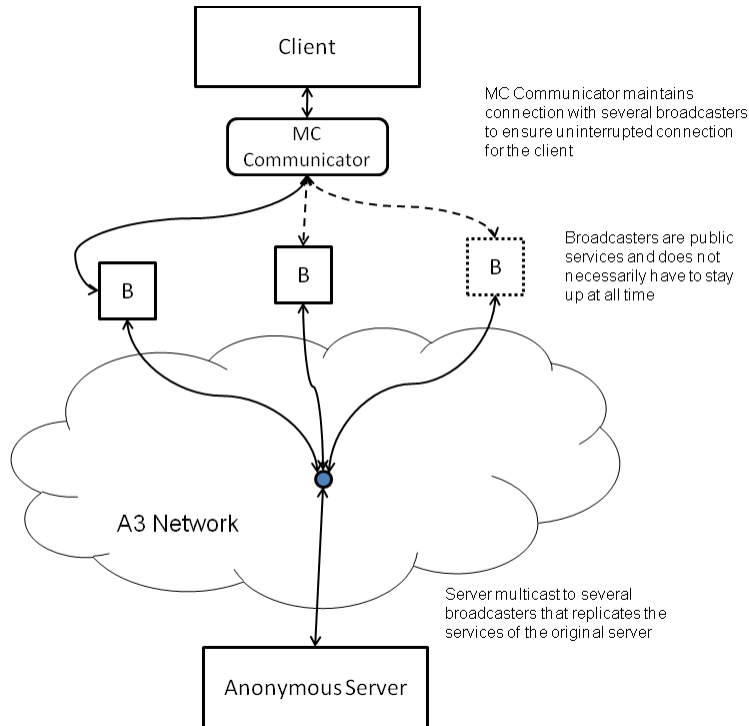 Client
MC Communicator maintains
connection with several broadcasters
to ensure uninterrupted connection
for the client
MC
Communicator
Broadcasters are public
services and does not
necessarily have to stay
up at all time
B
B
B
A3 Network
Server multicast to several
broadcasters that replicates the
services of the original server
Anonymous Server